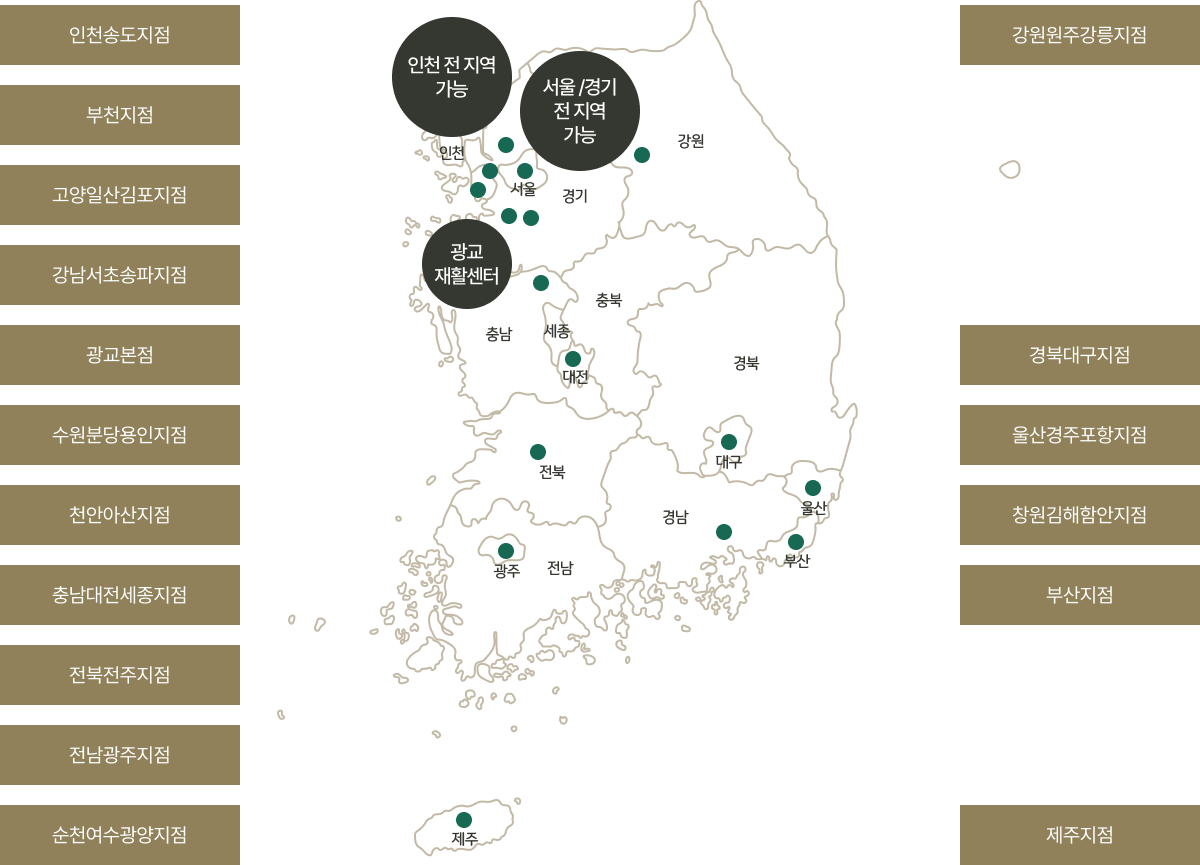 인천송도지점
부천지점
고양일산김포지점
강남서초송파지점
광교본점
수원분당용인지점
천안아산지점
충남대전세종지점
전북전주지점
전남광주지점
순천여수광양지점
인천 전 지역
가능
서울 /경기
전 지역
가능
강원
인천
서울
경기
광교
재활센터
충북
충남
세종
대전
경북
대구
전북
경남
울산
부산
광주
전남
제주
강원원주강릉지점
경북대구지점
울산경주포항지점
창원김해함안지점
부산지점
제주지점